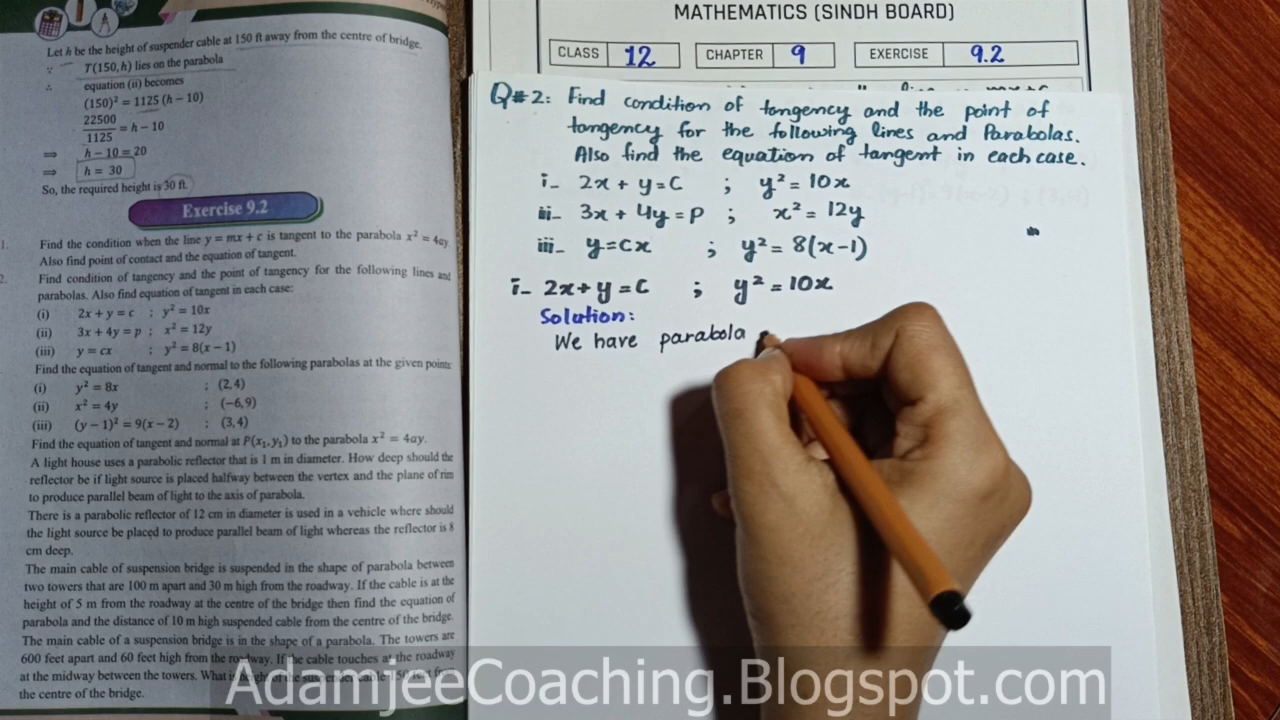 Let h be the height of suspender cable at 150 ft away from the centre of bridge.
∵ T(150, h) lies on the parabola
∴ equation (ii) becomes
(150)² = 1125 (h − 10)
22500
1125
= h − 10
⟹ h − 10 = 20
⟹ h = 30
So, the required height is 30 ft.
Exercise 9.2
1. Find the condition when the line y = mx + c is tangent to the parabola x² = 4ay.
Also find point of contact and the equation of tangent.
2. Find condition of tangency and the point of tangency for the following lines and
parabolas. Also find equation of tangent in each case:
(i) 2x + y = c ; y² = 10x
(ii) 3x + 4y = p ; x² = 12y
(iii) y = cx ; y² = 8(x − 1)
Find the equation of tangent and normal to the following parabolas at the given points:
(i) y² = 8x ; (2, 4)
(ii) x² = 4y ; (−6, 9)
(iii) (y − 1)² = 9(x − 2) ; (3, 4)
Find the equation of tangent and normal at P(x₁, y₁) to the parabola x² = 4ay.
A light house uses a parabolic reflector that is 1 m in diameter. How deep should the
reflector be if light source is placed halfway between the vertex and the plane of rim
to produce parallel beam of light to the axis of parabola.
There is a parabolic reflector of 12 cm in diameter is used in a vehicle where should
the light source be placed to produce parallel beam of light whereas the reflector is 8
cm deep.
The main cable of suspension bridge is suspended in the shape of parabola between
two towers that are 100 m apart and 30 m high from the roadway. If the cable is at the
height of 5 m from the roadway at the centre of the bridge then find the equation of
parabola and the distance of 10 m high suspended cable from the centre of the bridge.
The main cable of a suspension bridge is in the shape of a parabola. The towers are
600 feet apart and 60 feet high from the roadway. If the cable touches at the roadway
at the midway between the towers. What is
the centre of the bridge.
MATHEMATICS (SINDH BOARD)
CLASS 12 CHAPTER 9 EXERCISE 9.2
Q#2: Find condition of tangency and the point of
tangency for the following lines and Parabolas.
Also find the equation of tangent in each case.
i- 2x + y = c ; y² = 10x
ii- 3x + 4y = p ; x² = 12y
iii- y = cx ; y² = 8(x-1)
i- 2x + y = c ; y² = 10x
Solution:
We have parabola
AdamjeeCoaching.Blogspot.com